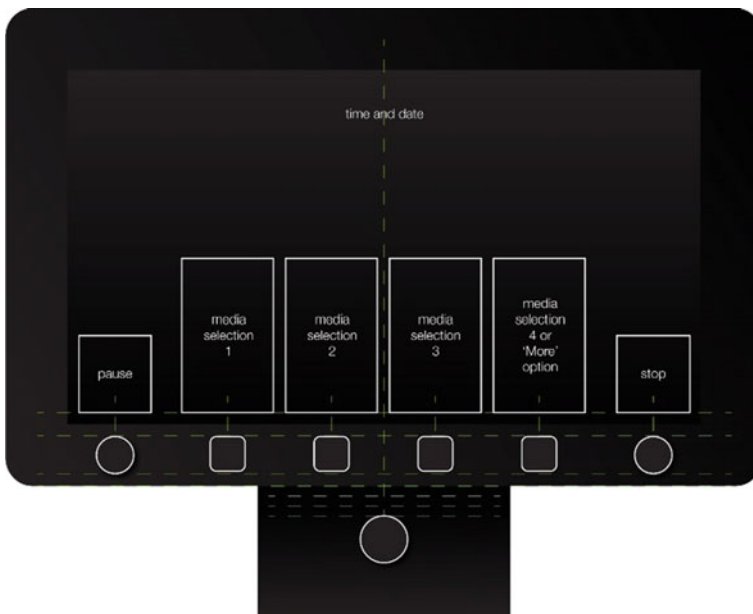 time and date
media
selection
1
media
selection
2
media
selection
3
media
selection
4 or
'More'
option
pause
stop